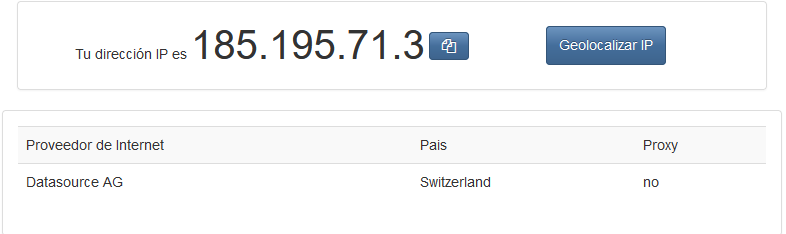 Tu dirección IP es 185.195.71.3 Geolocalizar IP
Proveedor de Internet Pais Proxy
Datasource AG Switzerland no